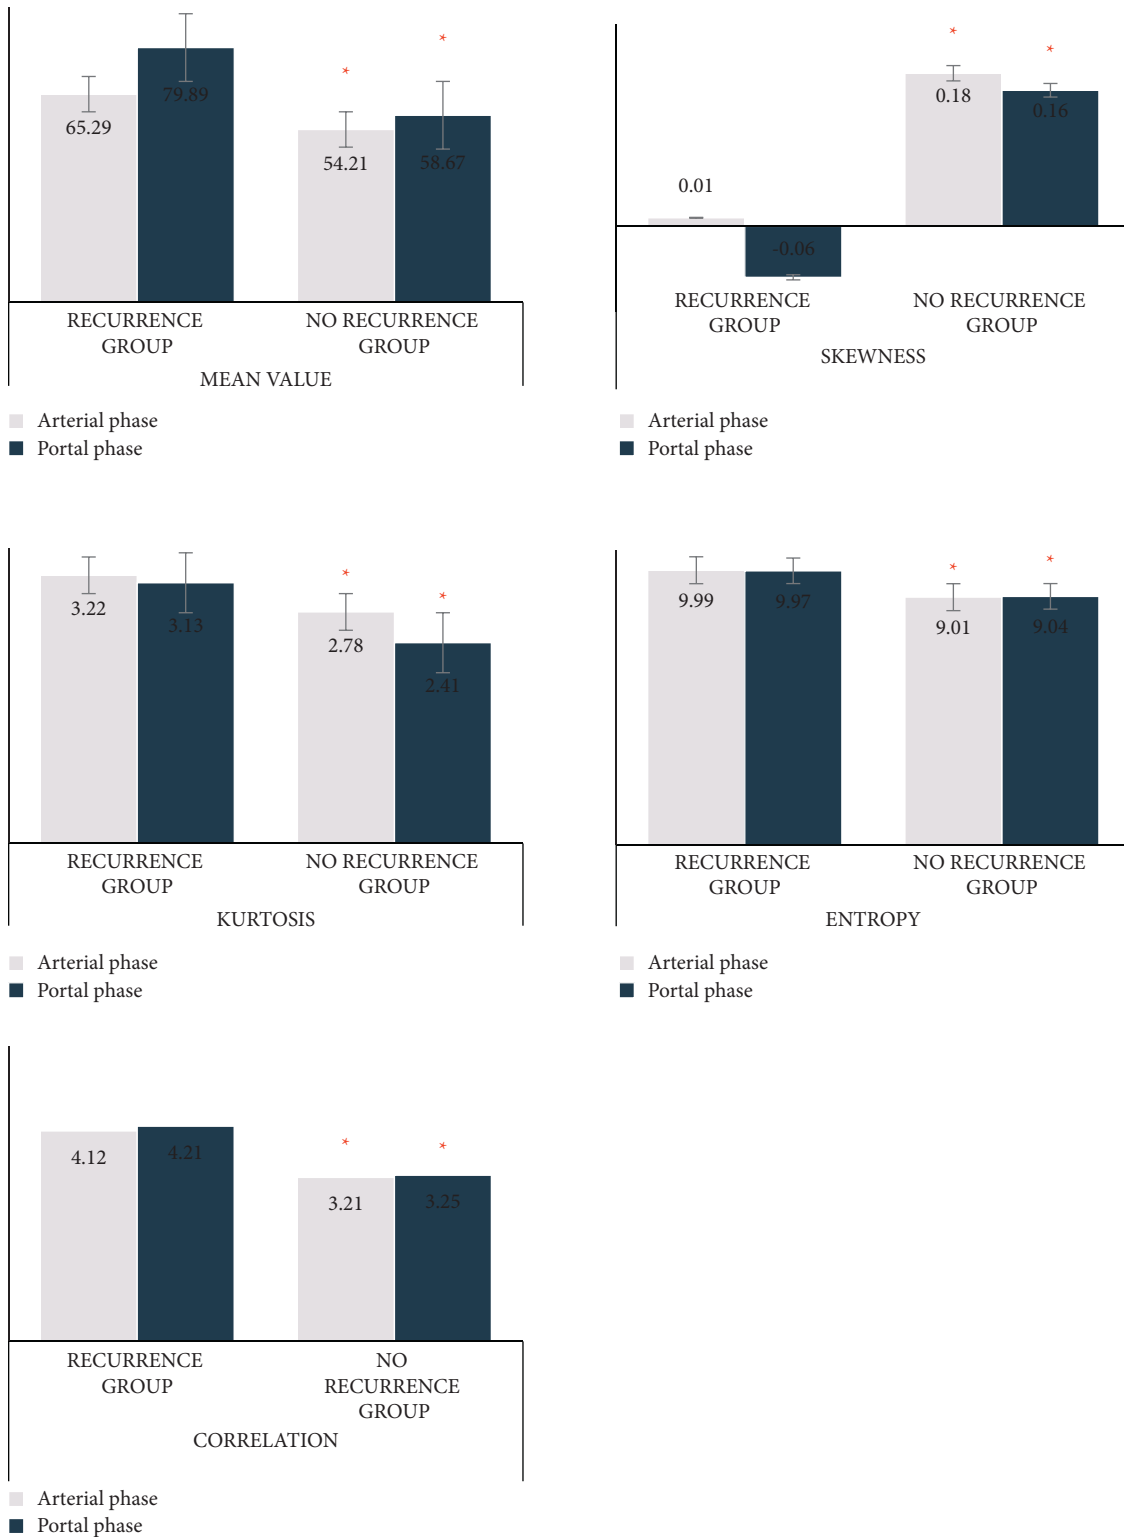 65.29
79.89
*
54.21
*
58.67
RECURRENCE
GROUP
NO RECURRENCE
GROUP
MEAN VALUE
Arterial phase
Portal phase
0.01
-0.06
*
0.18
*
0.16
RECURRENCE
GROUP
NO RECURRENCE
GROUP
SKEWNESS
Arterial phase
Portal phase
3.22
3.13
*
2.78
*
2.41
RECURRENCE
GROUP
NO RECURRENCE
GROUP
KURTOSIS
Arterial phase
Portal phase
9.99
9.97
*
9.01
*
9.04
RECURRENCE
GROUP
NO RECURRENCE
GROUP
ENTROPY
Arterial phase
Portal phase
4.12
4.21
*
3.21
*
3.25
RECURRENCE
GROUP
NO
RECURRENCE
GROUP
CORRELATION
Arterial phase
Portal phase